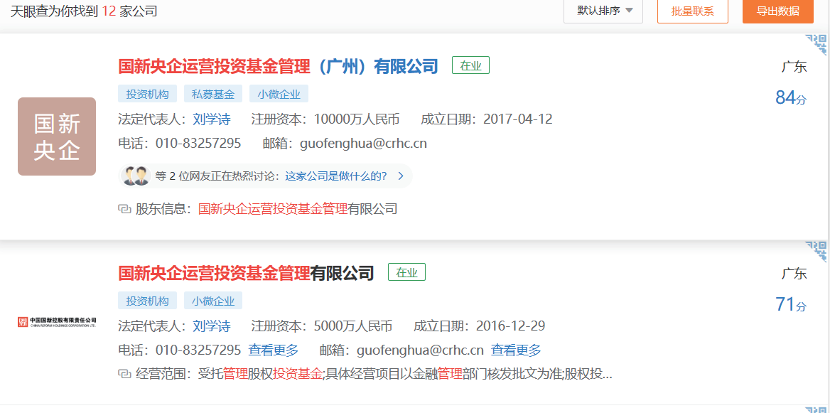 天眼查为你找到 12 家公司
默认排序
批量联系
导出数据
国新央企运营投资基金管理（广州）有限公司 在业
广东
投资机构 私募基金 小微企业
84分
国新
央企
法定代表人：刘学诗 注册资本：10000万人民币 成立日期：2017-04-12
电话：010-83257295 邮箱：guofenghua@crhc.cn
等 2 位网友正在热烈讨论：这家公司是做什么的？ >
股东信息：国新央企运营投资基金管理有限公司
国新央企运营投资基金管理有限公司 在业
广东
投资机构 小微企业
71分
中国国新控股有限责任公司
CHINA REFORM HOLDINGS CORPORATION LTD.
法定代表人：刘学诗 注册资本：5000万人民币 成立日期：2016-12-29
电话：010-83257295 查看更多 邮箱：guofenghua@crhc.cn 查看更多
经营范围：受托管理股权投资基金;具体经营项目以金融管理部门核发批文为准;股权投...